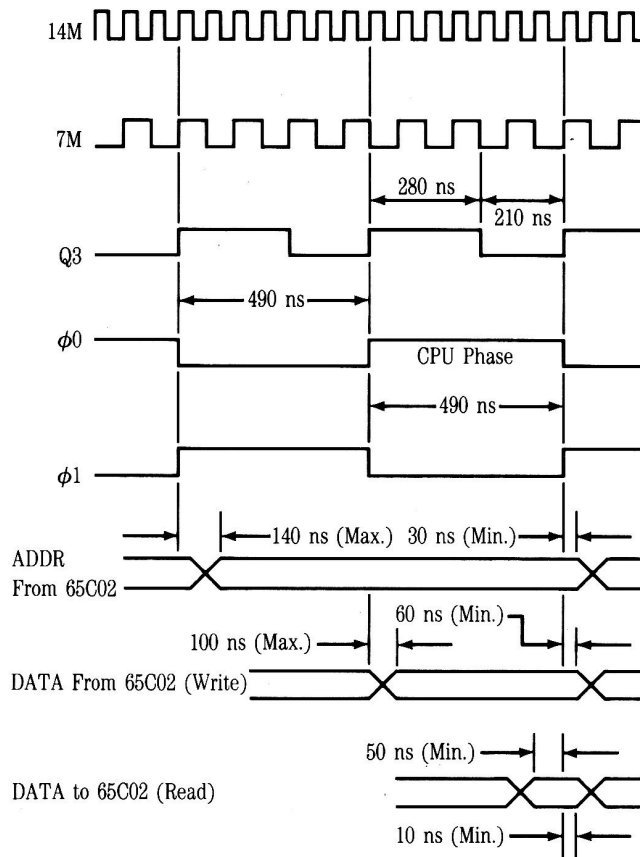 14M
7M
280 ns
210 ns
Q3
490 ns
ϕ0
CPU Phase
490 ns
ϕ1
140 ns (Max.) 30 ns (Min.)
ADDR
From 65C02
60 ns (Min.)
100 ns (Max.)
DATA From 65C02 (Write)
50 ns (Min.)
DATA to 65C02 (Read)
10 ns (Min.)